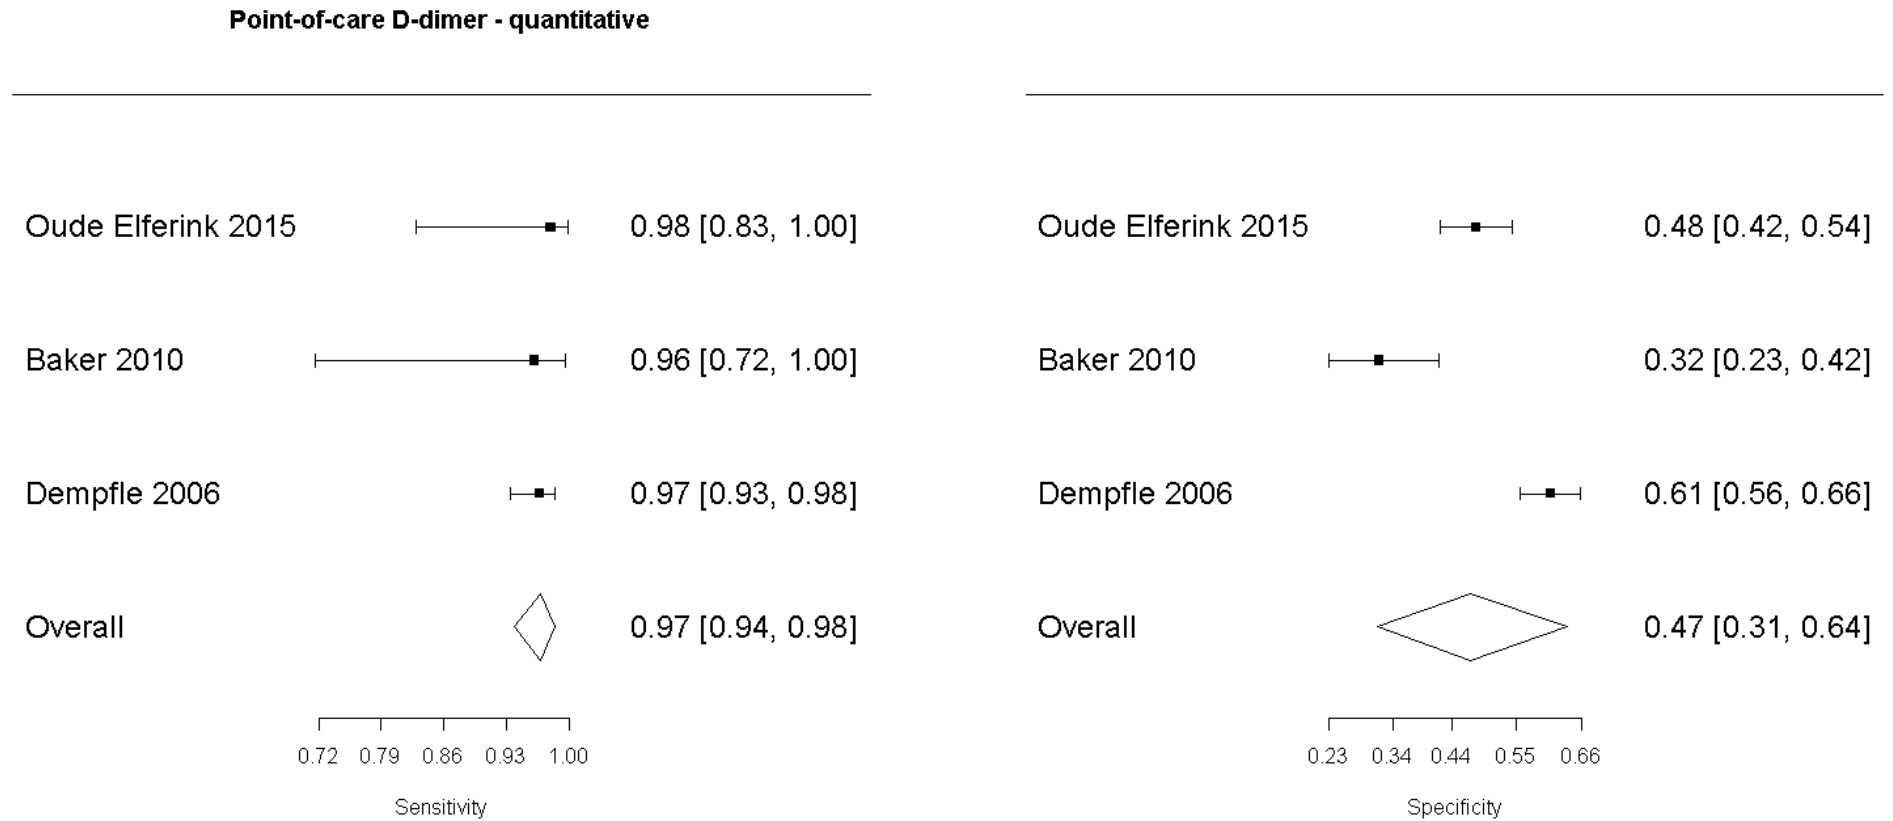 Point-of-care D-dimer - quantitative
Oude Elferink 2015 0.98 [0.83, 1.00]
Baker 2010 0.96 [0.72, 1.00]
Dempfle 2006 0.97 [0.93, 0.98]
Overall 0.97 [0.94, 0.98]
0.72 0.79 0.86 0.93 1.00
Sensitivity
Oude Elferink 2015 0.48 [0.42, 0.54]
Baker 2010 0.32 [0.23, 0.42]
Dempfle 2006 0.61 [0.56, 0.66]
Overall 0.47 [0.31, 0.64]
0.23 0.34 0.44 0.55 0.66
Specificity